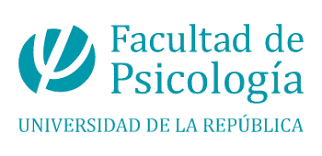 Facultad de
Psicología
UNIVERSIDAD DE LA REPÚBLICA